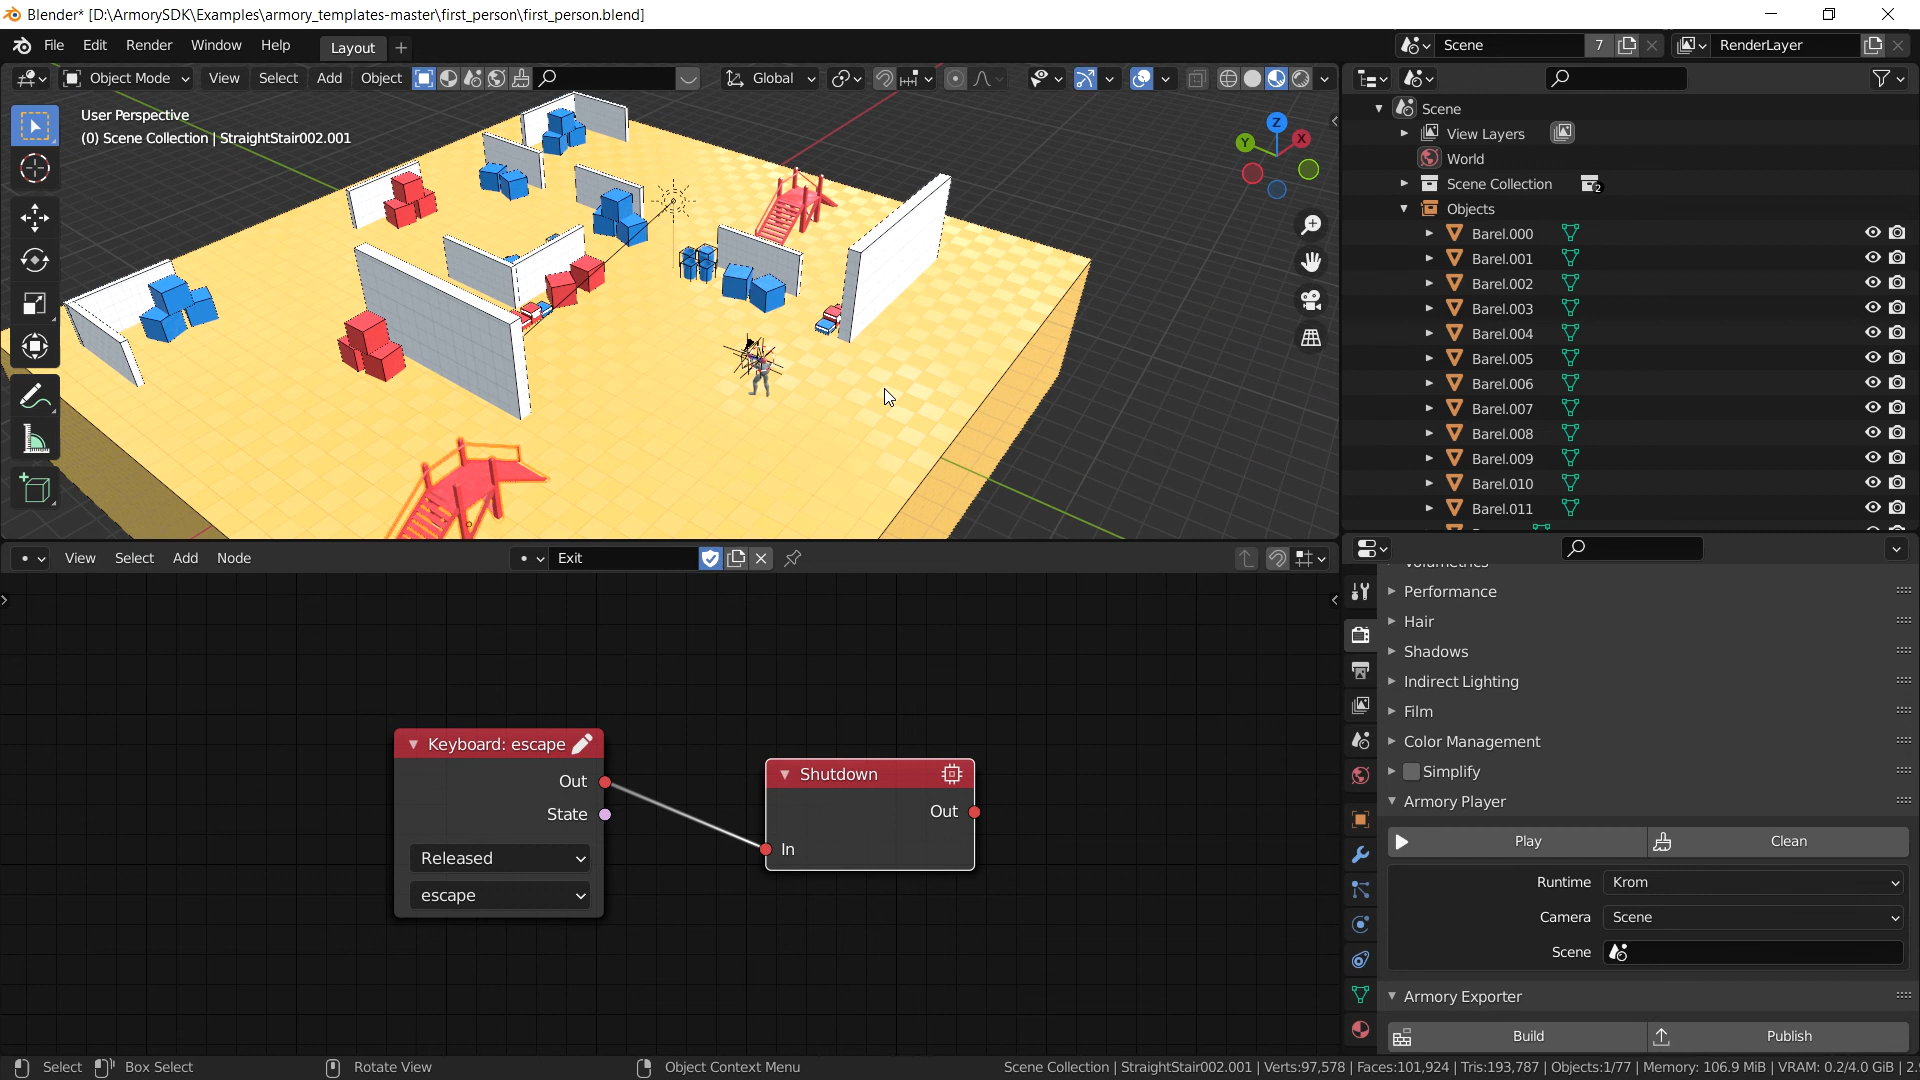 Blender* [D:\ArmorySDK\Examples\armory_templates-master\first_person\first_person.blend]
File Edit Render Window Help Layout + Scene 7 RenderLayer
Object Mode View Select Add Object Global
User Perspective
(0) Scene Collection | StraightStair002.001
Z
Y
X
Scene
View Layers
World
Scene Collection 2
Objects
Barel.000
Barel.001
Barel.002
Barel.003
Barel.004
Barel.005
Barel.006
Barel.007
Barel.008
Barel.009
Barel.010
Barel.011
View Select Add Node Exit
Keyboard: escape
Out
State
Released
escape
Shutdown
Out
In
Volumetrics
Performance
Hair
Shadows
Indirect Lighting
Film
Color Management
Simplify
Armory Player
Play Clean
Runtime Krom
Camera Scene
Scene
Armory Exporter
Build Publish
Select Box Select Rotate View Object Context Menu Scene Collection | StraightStair002.001 | Verts:97,578 | Faces:101,924 | Tris:193,787 | Objects:1/77 | Memory: 106.9 MiB | VRAM: 0.2/4.0 GiB | 2.